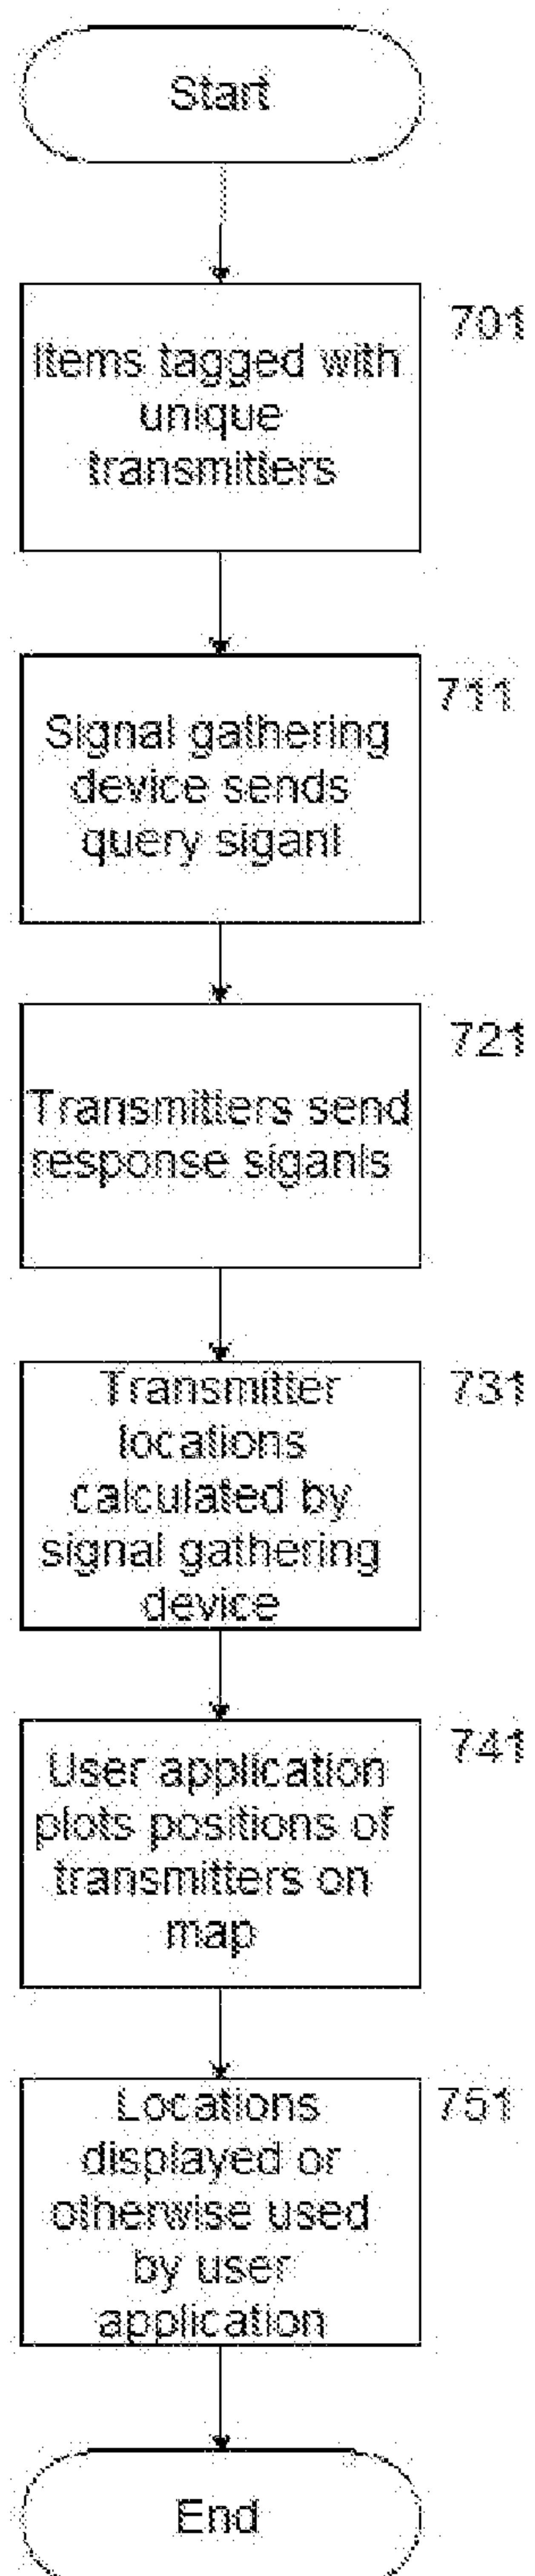 Start
701
Items tagged with
unique
transmitters
711
Signal gathering
device sends
query siganl
721
Transmitters send
response siganls
731
Transmitter
locations
calculated by
signal gathering
device
741
User application
plots positions of
transmitters on
map
751
Locations
displayed or
otherwise used
by user
application
End